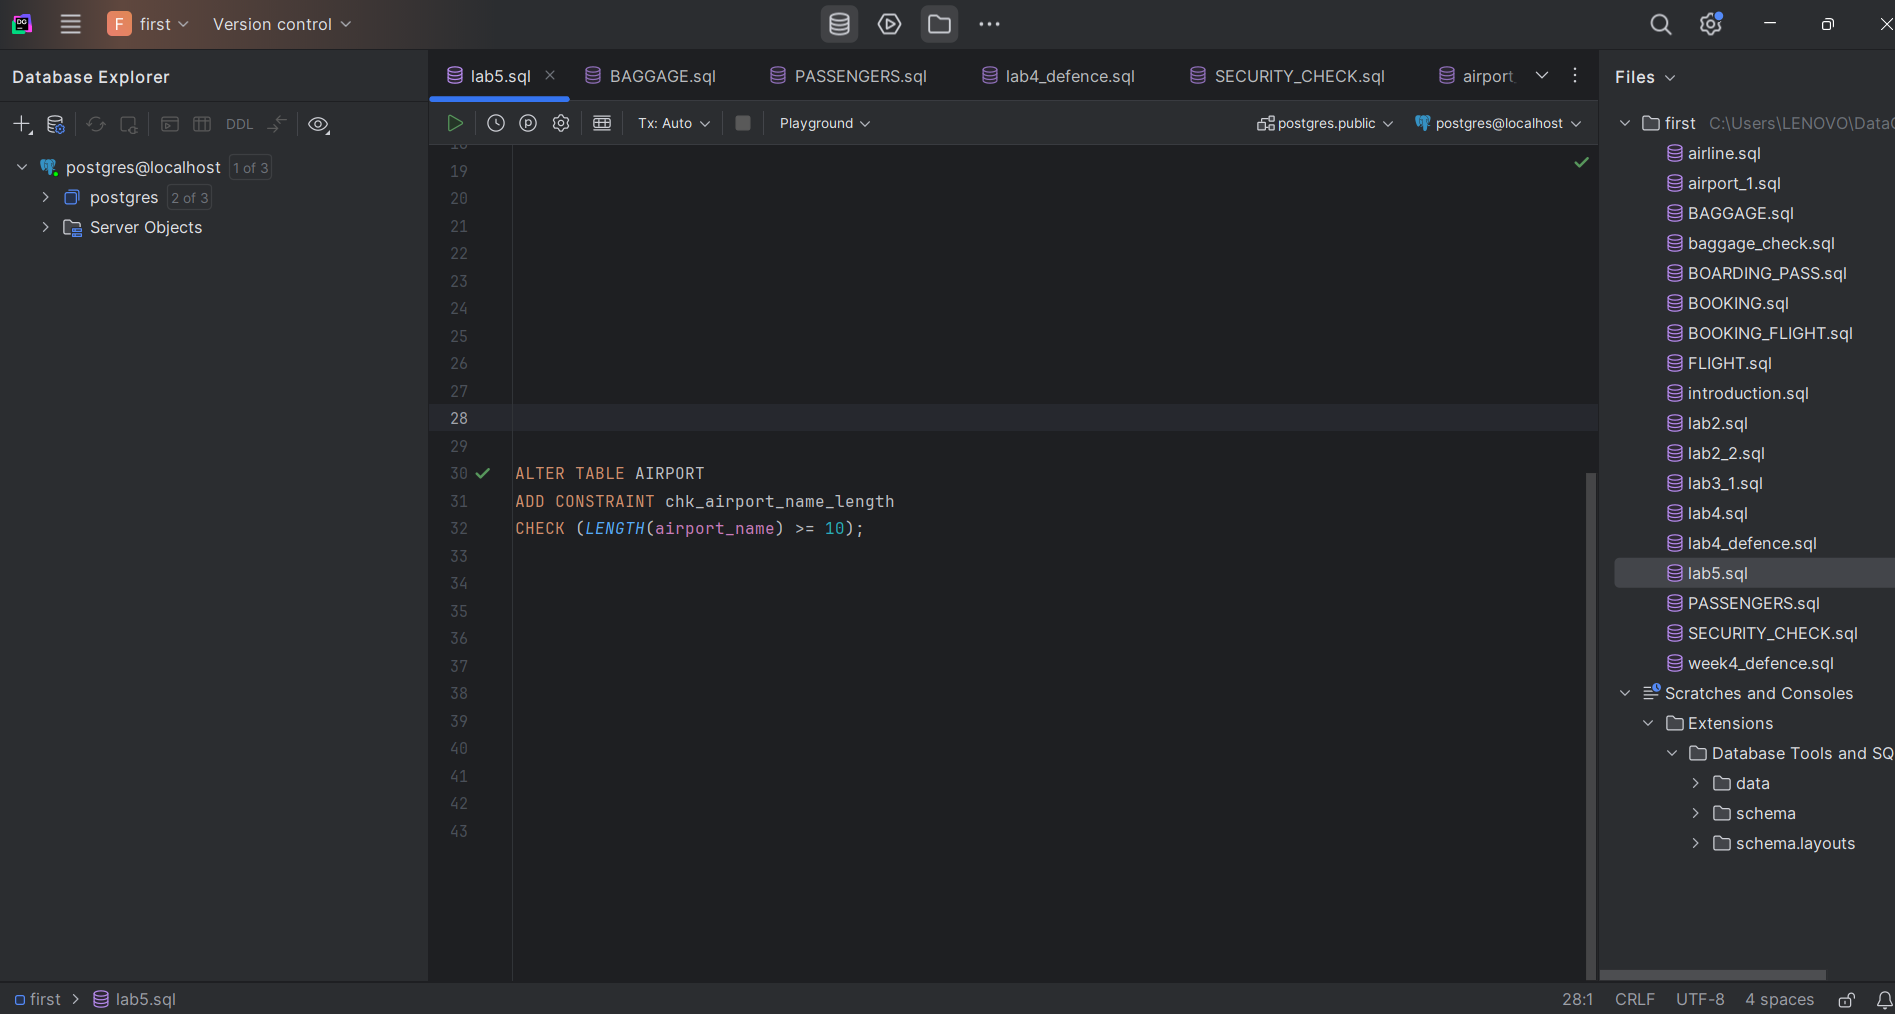 F first Version control
Database Explorer
DDL
postgres@localhost 1 of 3
postgres 2 of 3
Server Objects
lab5.sql BAGGAGE.sql PASSENGERS.sql lab4_defence.sql SECURITY_CHECK.sql airport_
Tx: Auto Playground postgres.public postgres@localhost
18
19
20
21
22
23
24
25
26
27
28
29
30 ALTER TABLE AIRPORT
31 ADD CONSTRAINT chk_airport_name_length
32 CHECK (LENGTH(airport_name) >= 10);
33
34
35
36
37
38
39
40
41
42
43
Files
first C:\Users\LENOVO\DataG
airline.sql
airport_1.sql
BAGGAGE.sql
baggage_check.sql
BOARDING_PASS.sql
BOOKING.sql
BOOKING_FLIGHT.sql
FLIGHT.sql
introduction.sql
lab2.sql
lab2_2.sql
lab3_1.sql
lab4.sql
lab4_defence.sql
lab5.sql
PASSENGERS.sql
SECURITY_CHECK.sql
week4_defence.sql
Scratches and Consoles
Extensions
Database Tools and SQ
data
schema
schema.layouts
first lab5.sql
28:1 CRLF UTF-8 4 spaces